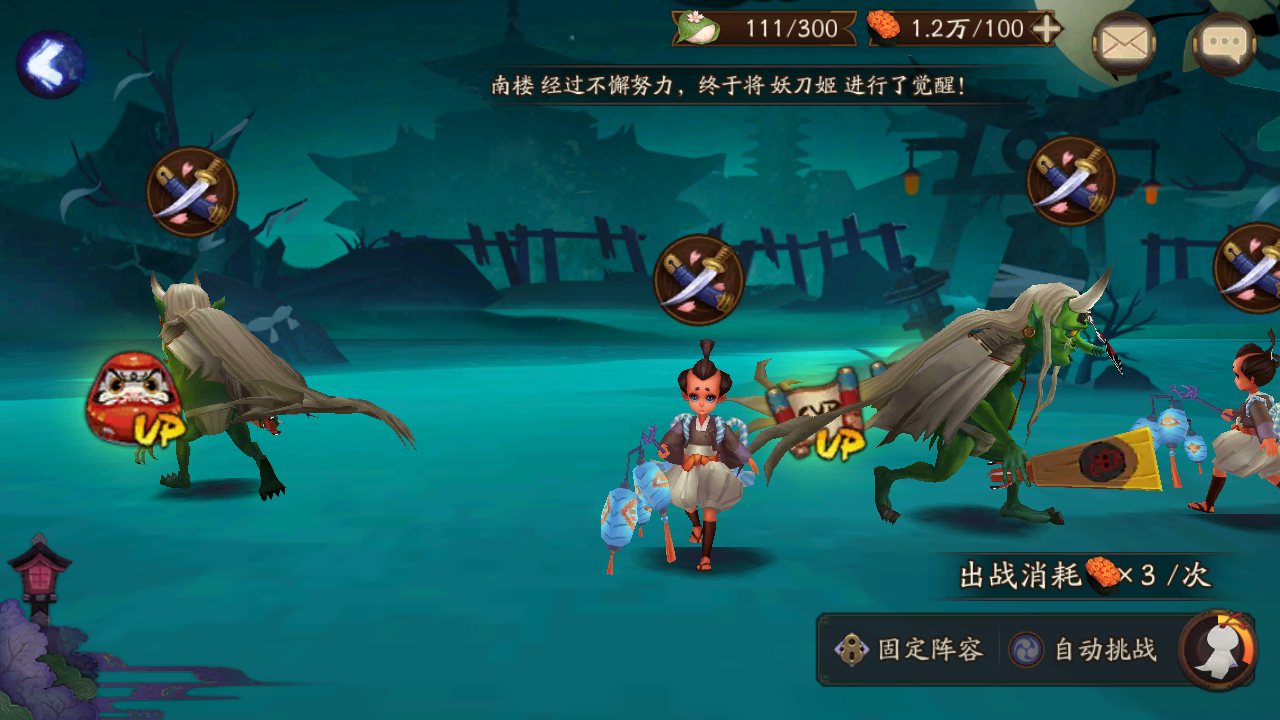 111/300
1.2万/100
南楼 经过不懈努力，终于将 妖刀姬 进行了觉醒！
UP
EXP
UP
出战消耗 ×3 /次
固定阵容
自动挑战